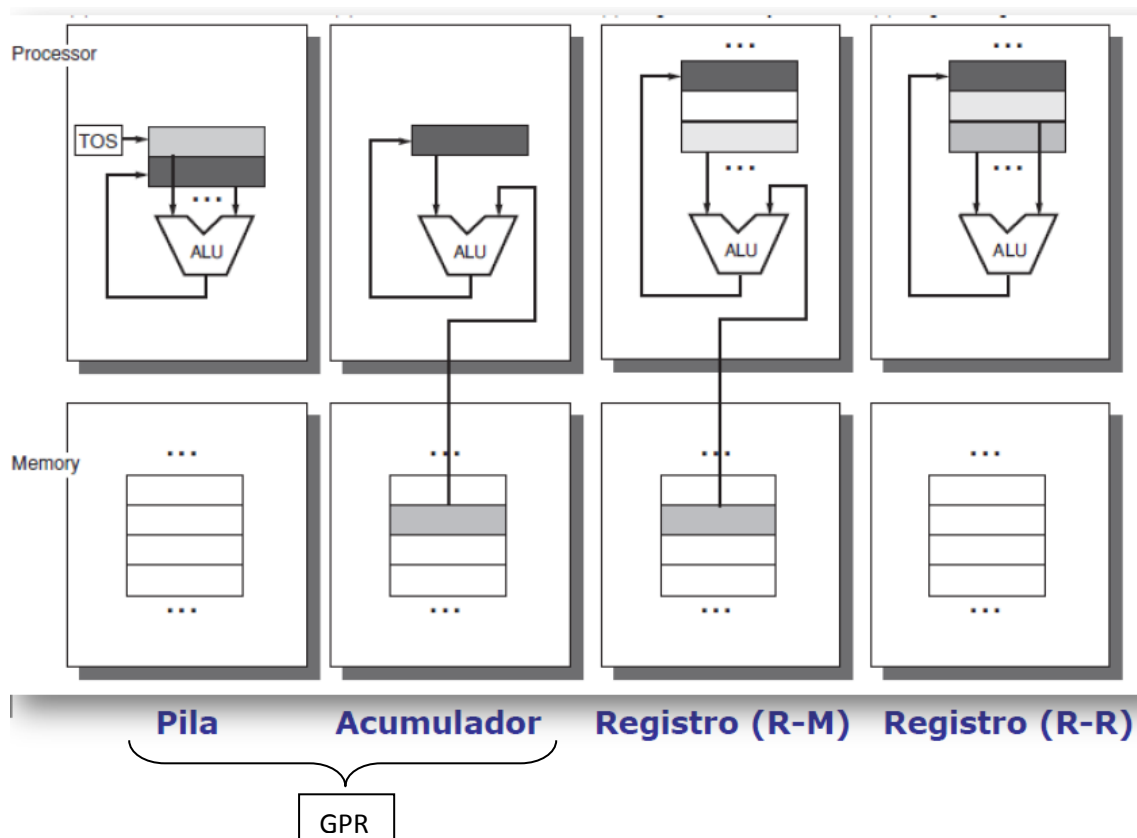 Processor
...
...
TOS
...
...
...
ALU
ALU
ALU
ALU
Memory
...
...
...
...
...
...
...
...
Pila
Acumulador
Registro (R-M)
Registro (R-R)
GPR